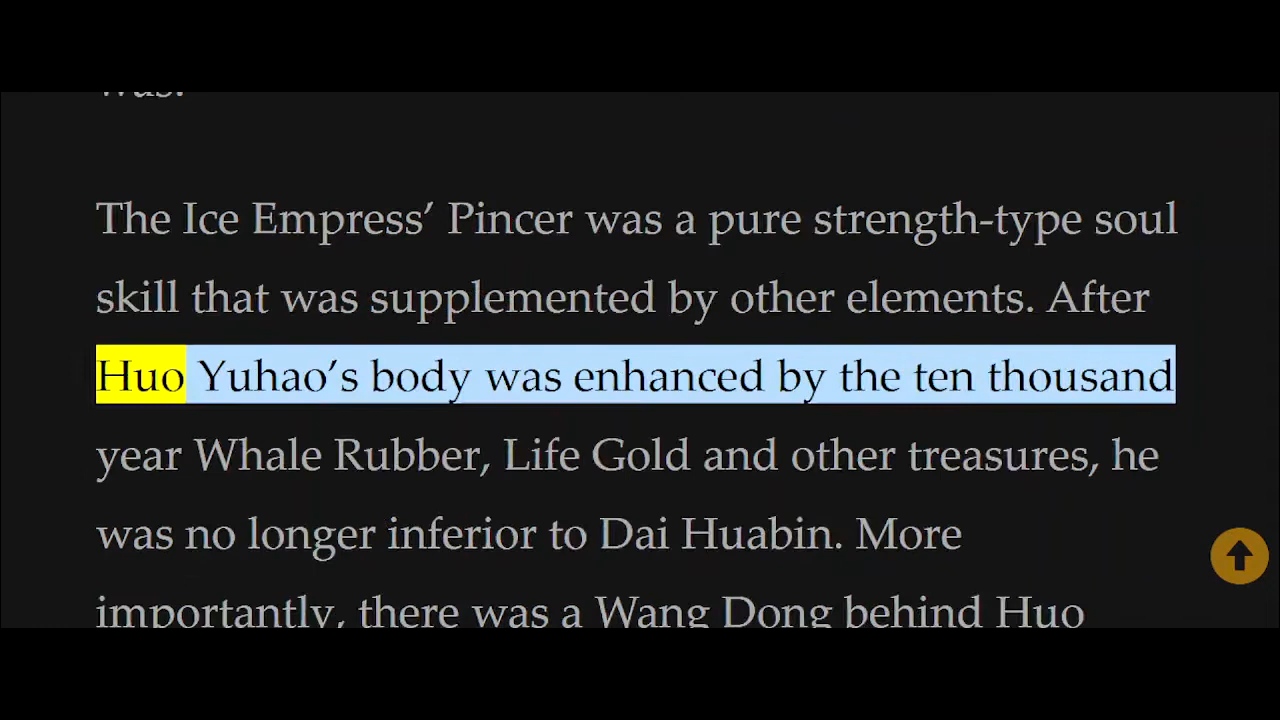 was.
The Ice Empress’ Pincer was a pure strength-type soul
skill that was supplemented by other elements. After
Huo Yuhao’s body was enhanced by the ten thousand
year Whale Rubber, Life Gold and other treasures, he
was no longer inferior to Dai Huabin. More
importantly, there was a Wang Dong behind Huo